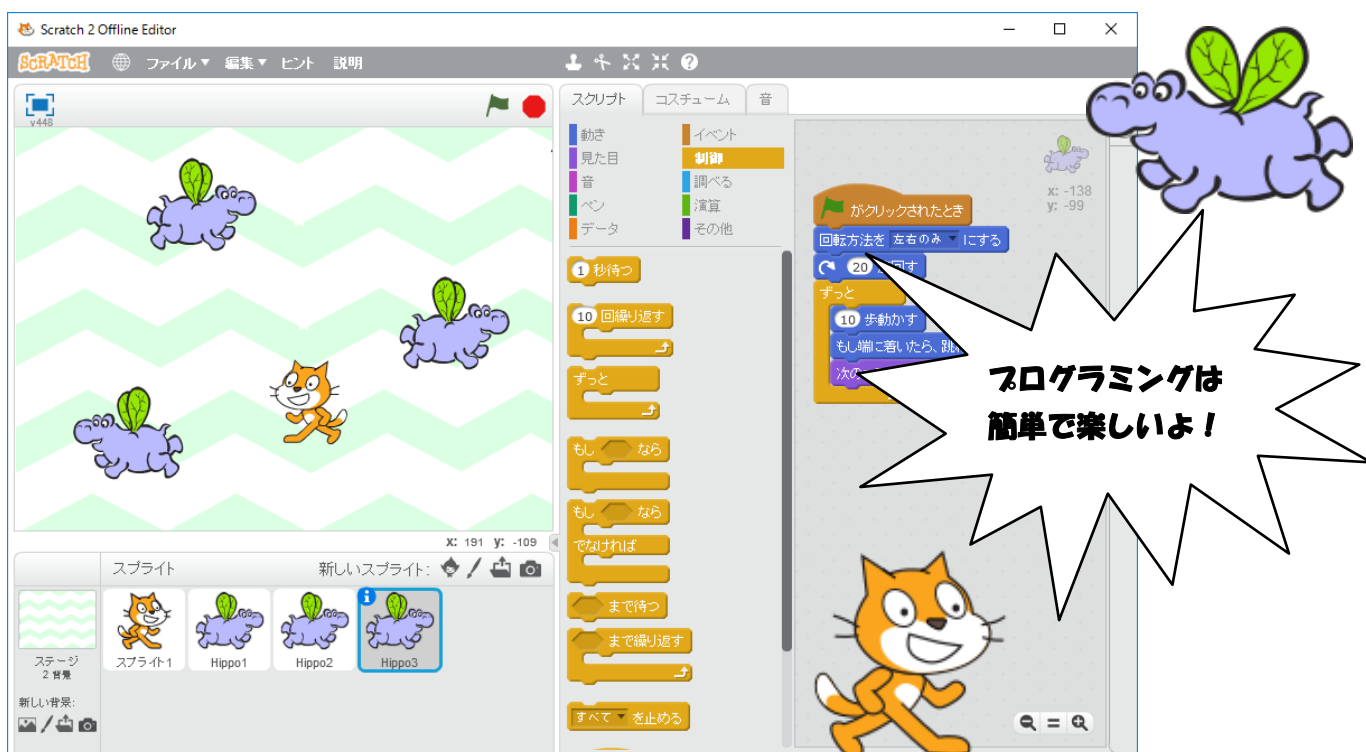 Scratch 2 Offline Editor
SCRATCH ファイル▼ 編集▼ ヒント 説明
v448
スクリプト コスチューム 音
動き イベント
見た目 制御
音 調べる
ペン 演算
データ その他
1 秒待つ
10 回繰り返す
ずっと
もし なら
もし なら
でなければ
まで待つ
まで繰り返す
すべて▼ を止める
x: -138
y: -99
がクリックされたとき
回転方法を 左右のみ▼ にする
20 回す
ずっと
10 歩動かす
もし端に着いたら、
次の
プログラミングは
簡単で楽しいよ!
x: 191 y: -109
スプライト 新しいスプライト:
ステージ
2 背景
新しい背景:
スプライト1 Hippo1 Hippo2 Hippo3